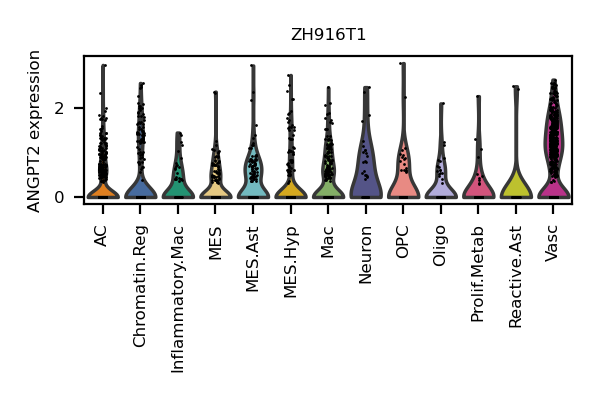 ZH916T1
ANGPT2 expression
2
0
AC
Chromatin.Reg
Inflammatory.Mac
MES
MES.Ast
MES.Hyp
Mac
Neuron
OPC
Oligo
Prolif.Metab
Reactive.Ast
Vasc